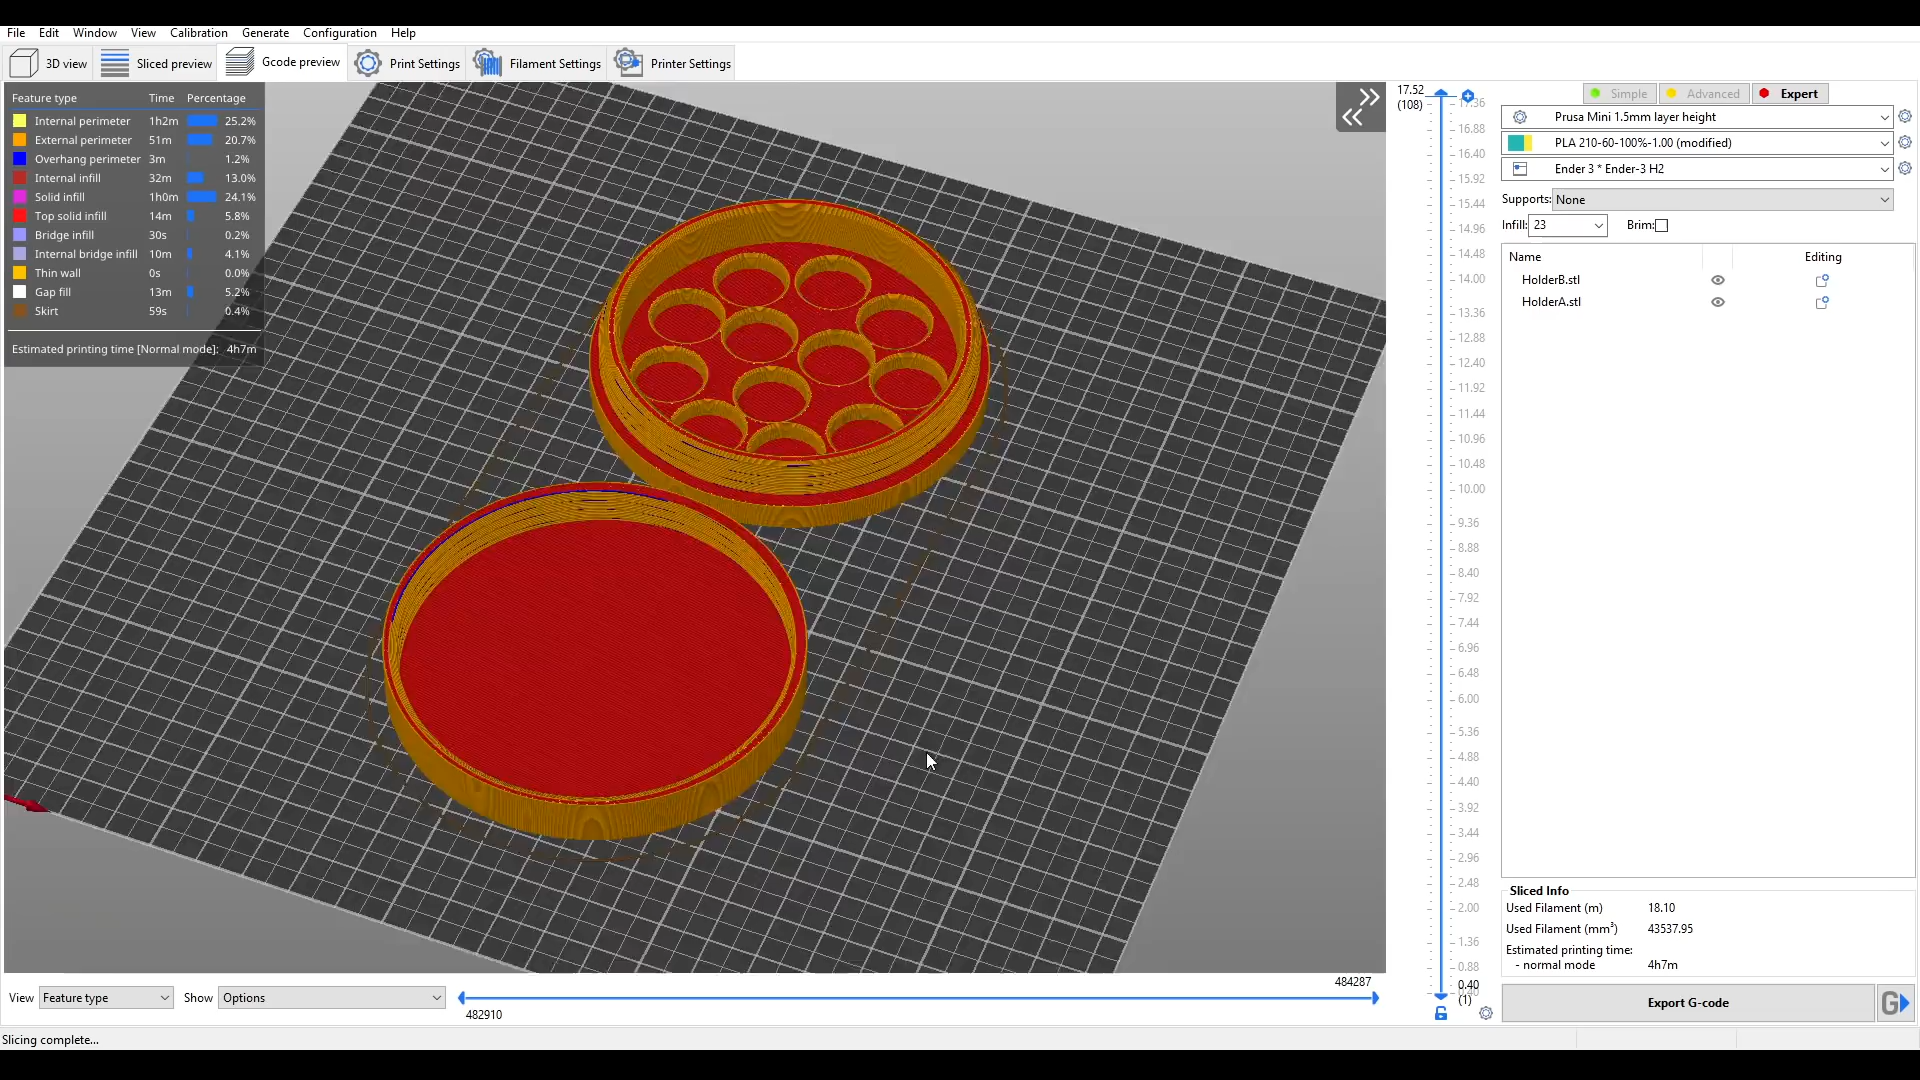 File Edit Window View Calibration Generate Configuration Help
3D view Sliced preview Gcode preview Print Settings Filament Settings Printer Settings
Feature type Time Percentage
Internal perimeter 1h2m 25.2%
External perimeter 51m 20.7%
Overhang perimeter 3m 1.2%
Internal infill 32m 13.0%
Solid infill 1h0m 24.1%
Top solid infill 14m 5.8%
Bridge infill 30s 0.2%
Internal bridge infill 10m 4.1%
Thin wall 0s 0.0%
Gap fill 13m 5.2%
Skirt 59s 0.4%
Estimated printing time [Normal mode]: 4h7m
17.52
(108)
17.36
16.88
16.40
15.92
15.44
14.96
14.48
14.00
13.36
12.88
12.40
11.92
11.44
10.96
10.48
10.00
9.36
8.88
8.40
7.92
7.44
6.96
6.48
6.00
5.36
4.88
4.40
3.92
3.44
2.96
2.48
2.00
1.36
0.88
0.40
(1)
Simple Advanced Expert
Prusa Mini 1.5mm layer height
PLA 210-60-100%-1.00 (modified)
Ender 3 * Ender-3 H2
Supports: None
Infill: 23 Brim:
Name Editing
HolderB.stl
HolderA.stl
Sliced Info
Used Filament (m) 18.10
Used Filament (mm³) 43537.95
Estimated printing time:
- normal mode 4h7m
Export G-code
G
View Feature type Show Options
484287
482910
Slicing complete...